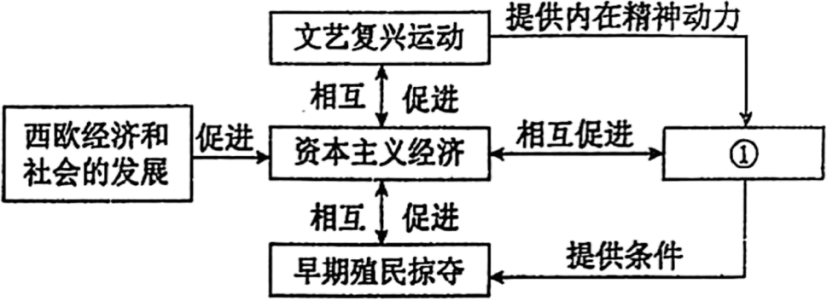 文艺复兴运动
提供内在精神动力
相互 促进
西欧经济和
社会的发展
促进
资本主义经济
相互促进
①
相互 促进
早期殖民掠夺
提供条件